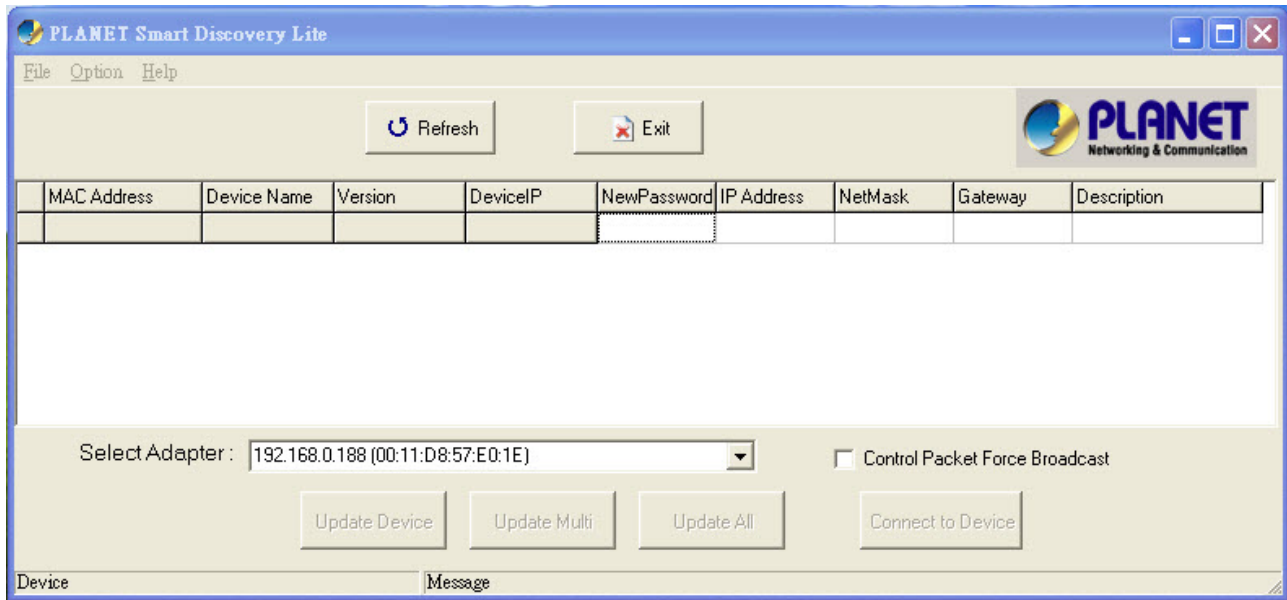 PLANET Smart Discovery Lite
File Option Help
Refresh Exit
PLANET
Networking & Communication
MAC Address Device Name Version DeviceIP NewPassword IP Address NetMask Gateway Description
Select Adapter : 192.168.0.188 (00:11:D8:57:E0:1E) Control Packet Force Broadcast
Update Device Update Multi Update All Connect to Device
Device Message